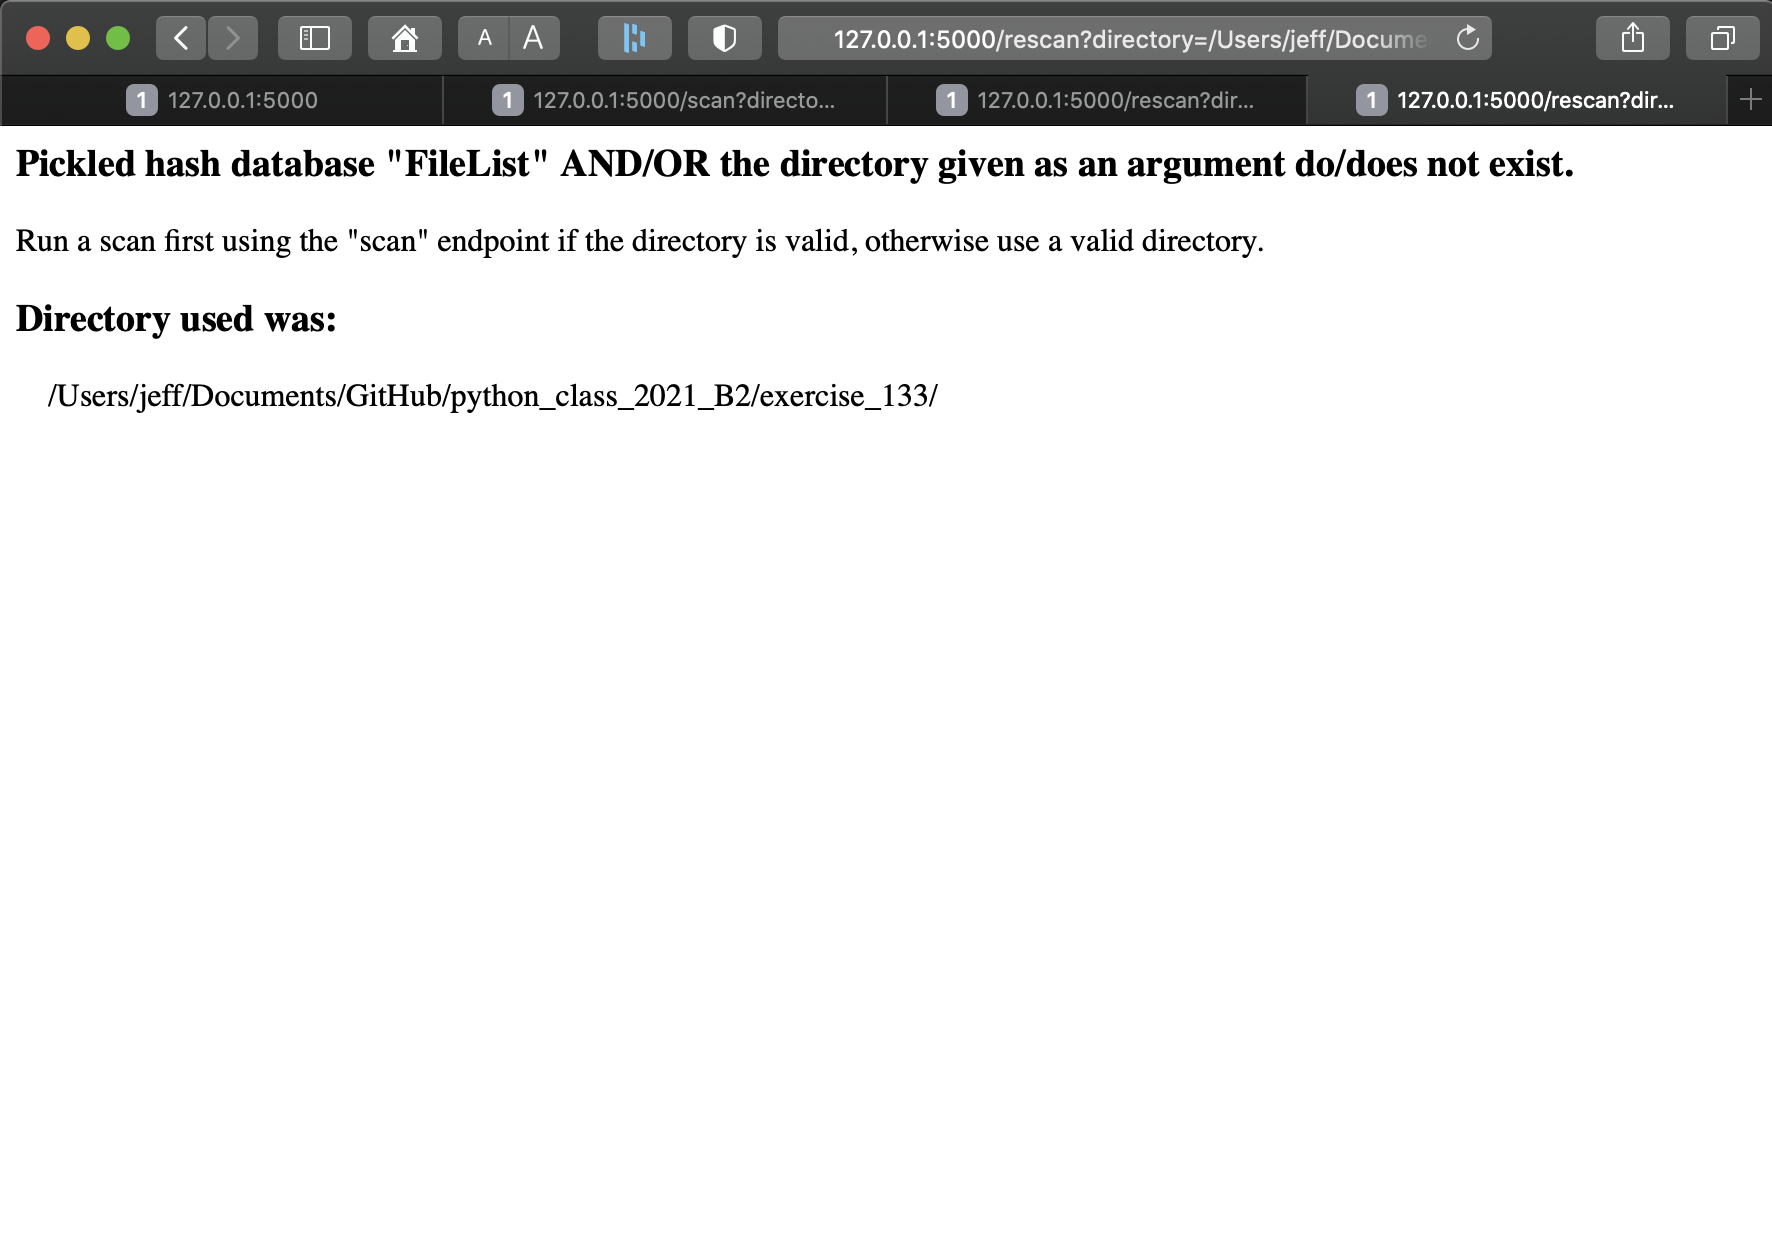 A A 127.0.0.1:5000/rescan?directory=/Users/jeff/Docume
1 127.0.0.1:5000 1 127.0.0.1:5000/scan?directo... 1 127.0.0.1:5000/rescan?dir... 1 127.0.0.1:5000/rescan?dir...
Pickled hash database "FileList" AND/OR the directory given as an argument do/does not exist.
Run a scan first using the "scan" endpoint if the directory is valid, otherwise use a valid directory.
Directory used was:
/Users/jeff/Documents/GitHub/python_class_2021_B2/exercise_133/